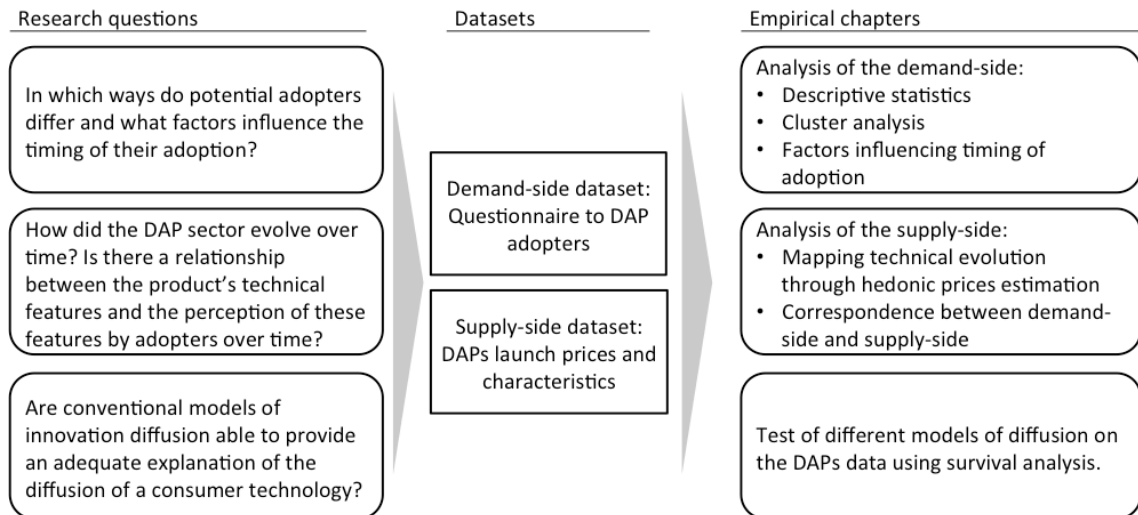 Research questions
In which ways do potential adopters
differ and what factors influence the
timing of their adoption?
How did the DAP sector evolve over
time? Is there a relationship
between the product's technical
features and the perception of these
features by adopters over time?
Are conventional models of
innovation diffusion able to provide
an adequate explanation of the
diffusion of a consumer technology?
Datasets
Demand-side dataset:
Questionnaire to DAP
adopters
Supply-side dataset:
DAPs launch prices and
characteristics
Empirical chapters
Analysis of the demand-side:
• Descriptive statistics
• Cluster analysis
• Factors influencing timing of
adoption
Analysis of the supply-side:
• Mapping technical evolution
through hedonic prices estimation
• Correspondence between demand-
side and supply-side
Test of different models of diffusion on
the DAPs data using survival analysis.